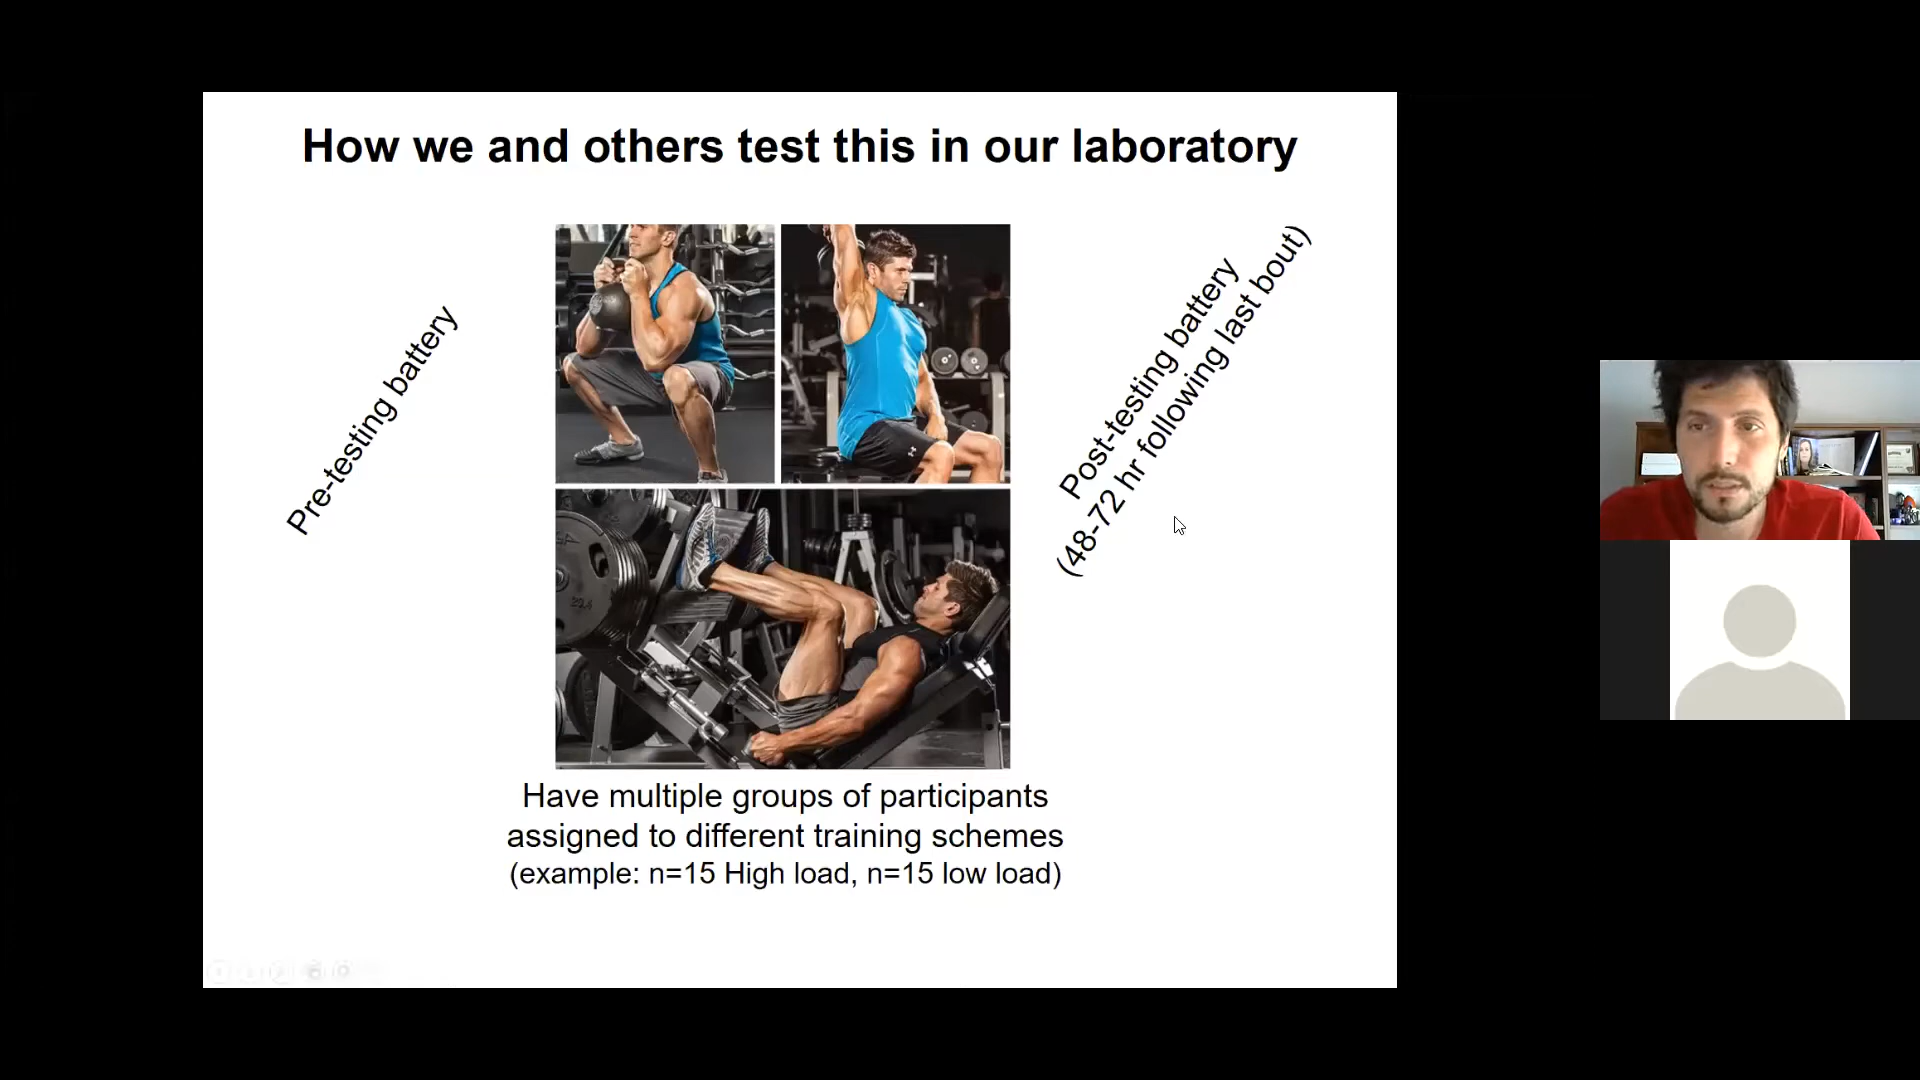 How we and others test this in our laboratory
Pre-testing battery
Post-testing battery
(48-72 hr following last bout)
Have multiple groups of participants
assigned to different training schemes
(example: n=15 High load, n=15 low load)